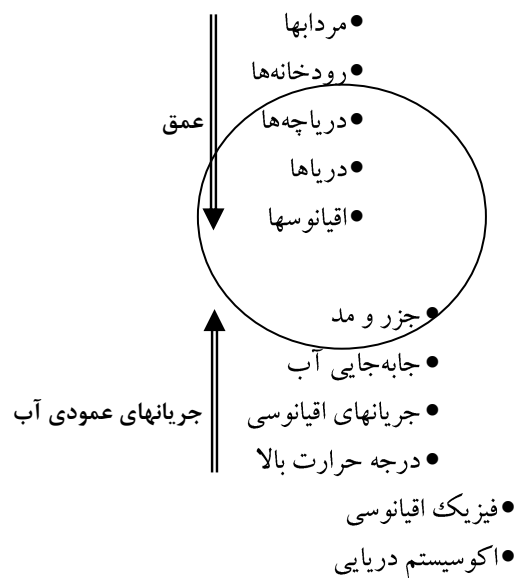 •مردابها
•رودخانه‌ها
•دریاچه‌ها
عمق
•دریاها
•اقیانوسها
•جزر و مد
•جابه‌جایی آب
•جریانهای اقیانوسی
جریانهای عمودی آب
•درجه حرارت بالا
•فیزیک اقیانوسی
•اکوسیستم دریایی